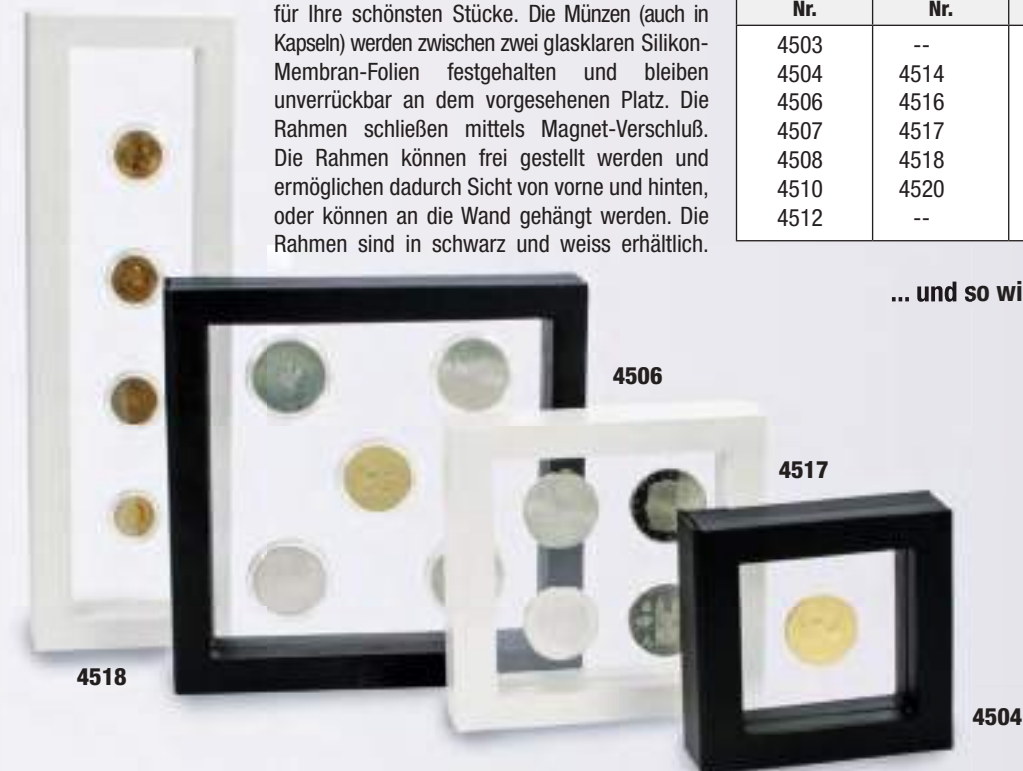 für Ihre schönsten Stücke. Die Münzen (auch in
Kapseln) werden zwischen zwei glasklaren Silikon-
Membran-Folien festgehalten und bleiben
unverrückbar an dem vorgesehenen Platz. Die
Rahmen schließen mittels Magnet-Verschluß.
Die Rahmen können frei gestellt werden und
ermöglichen dadurch Sicht von vorne und hinten,
oder können an die Wand gehängt werden. Die
Rahmen sind in schwarz und weiss erhältlich.
Nr. Nr.
4503 --
4504 4514
4506 4516
4507 4517
4508 4518
4510 4520
4512 --
... und so wi
4506
4517
4518
4504